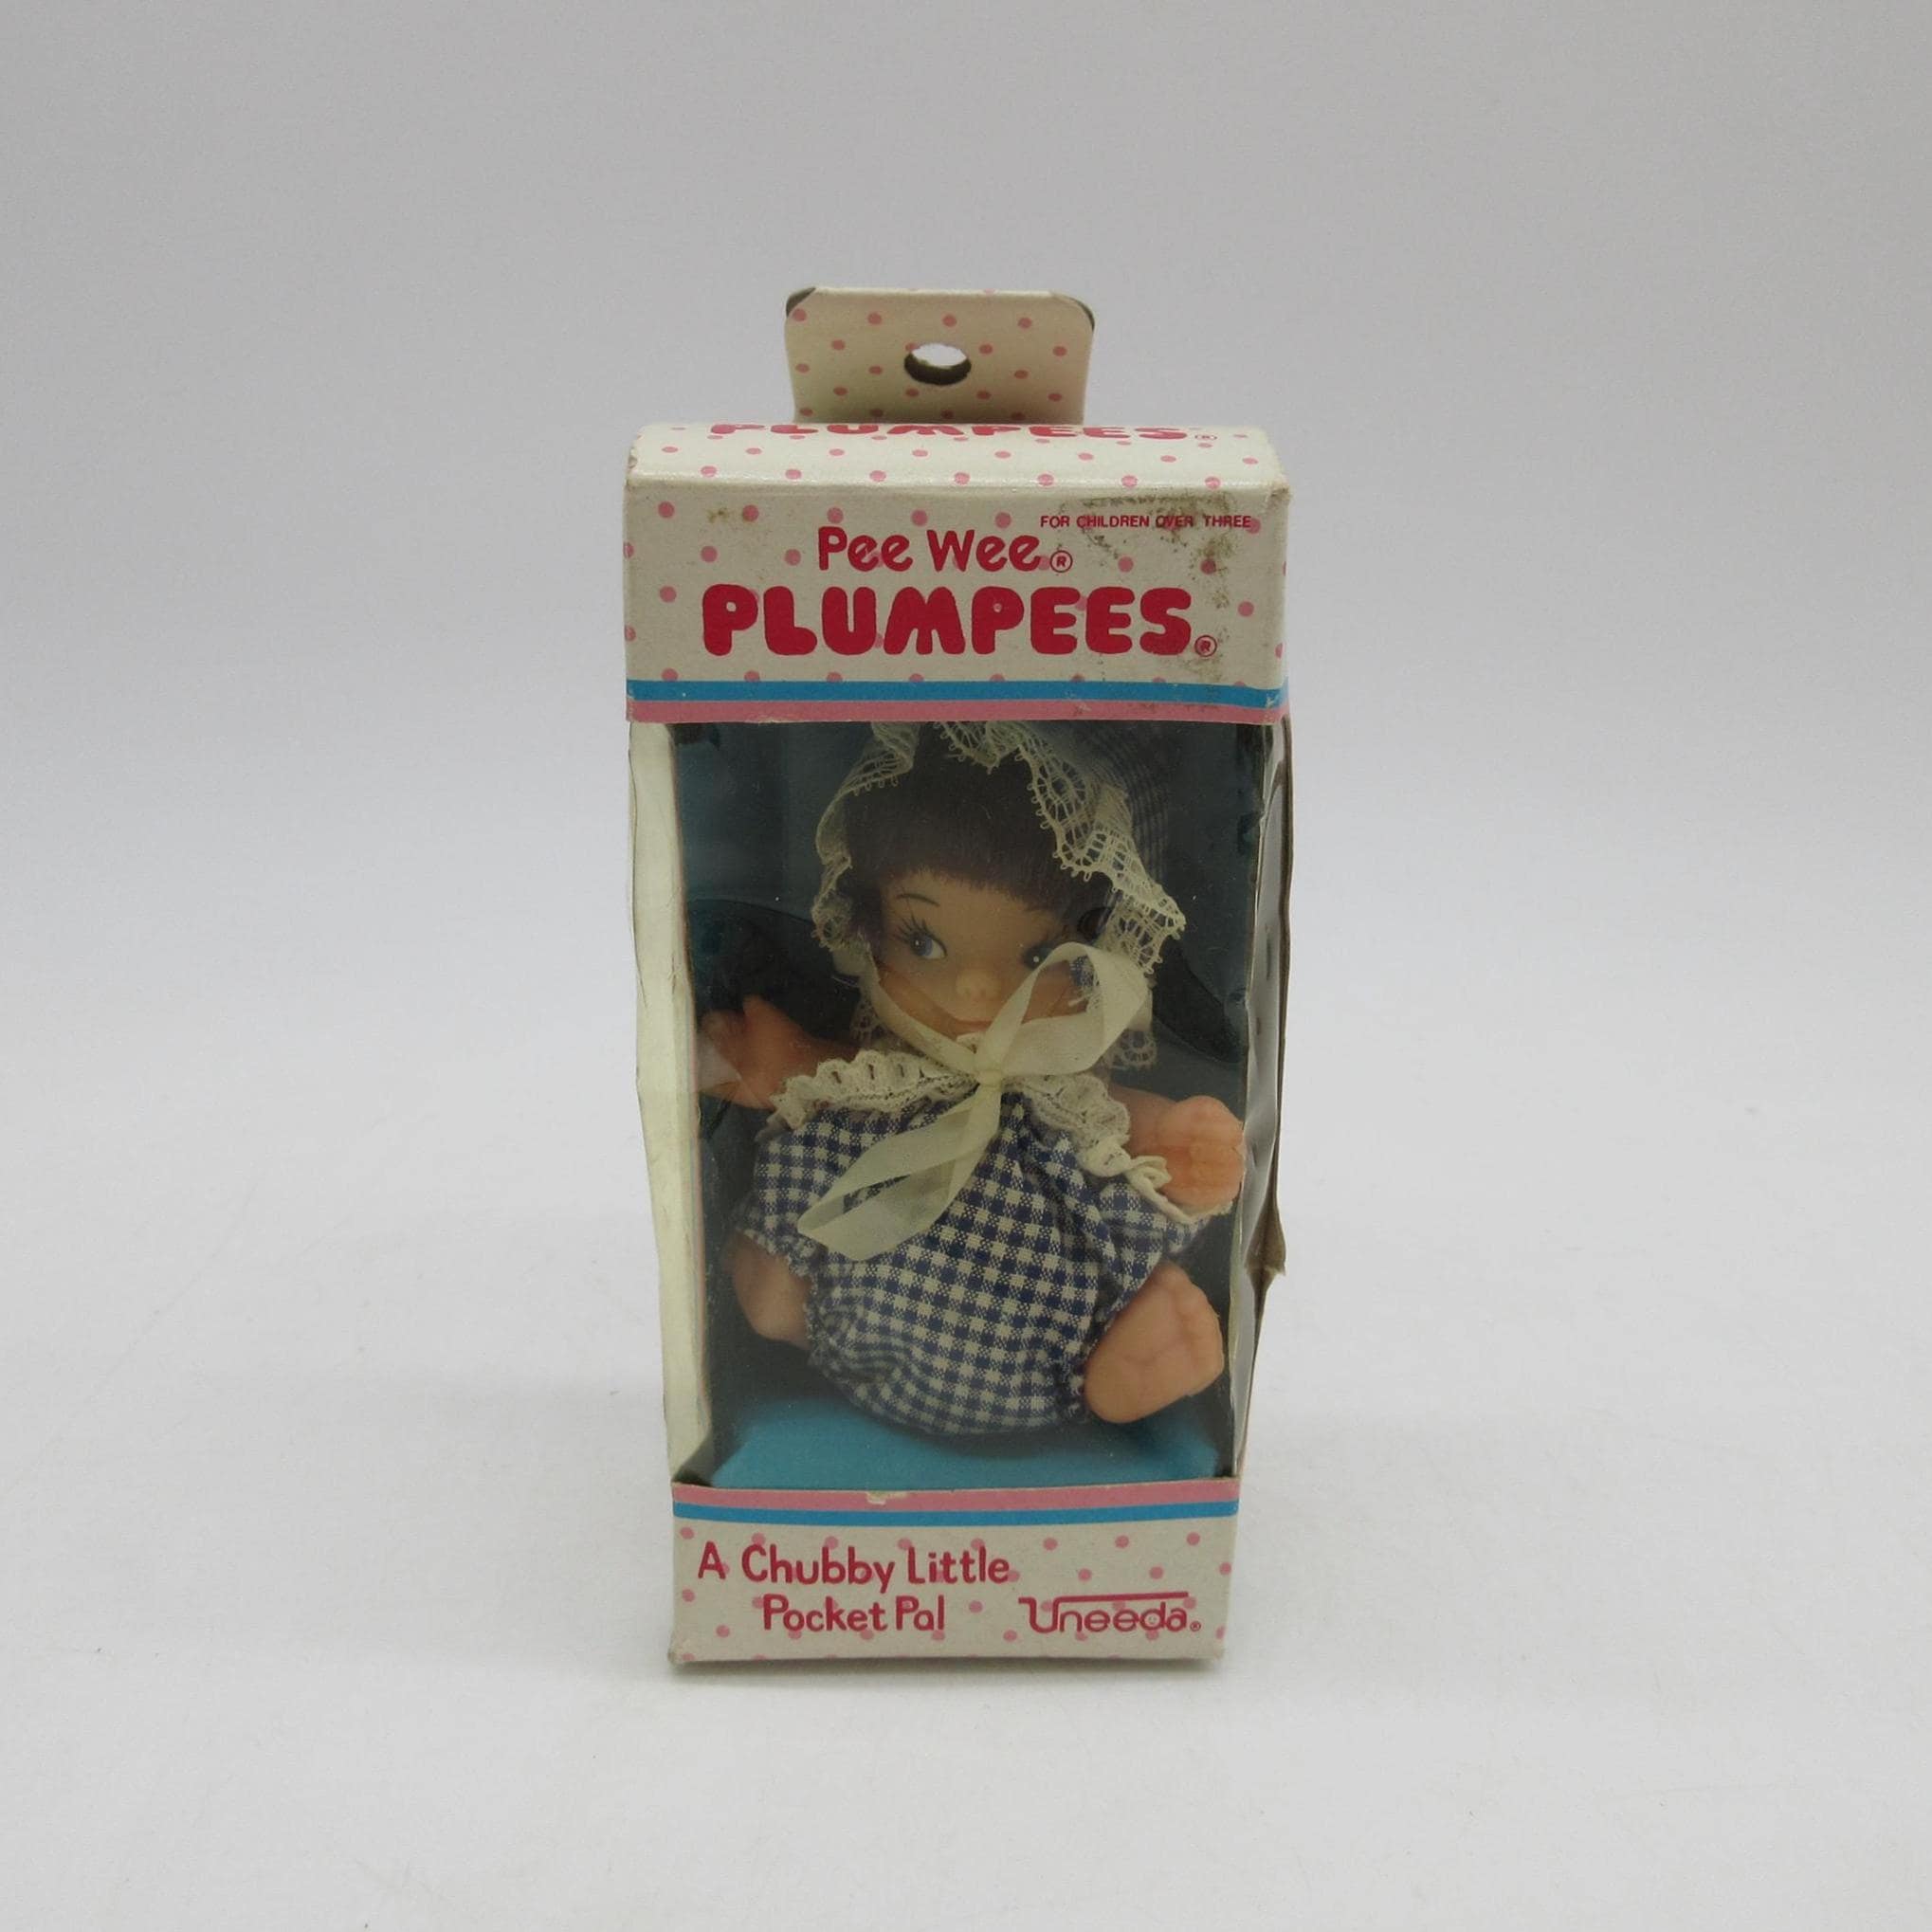 PLUMPEES®
FOR CHILDREN OVER THREE
Pee Wee®
PLUMPEES®
A Chubby Little
Pocket Pal
Uneeda®